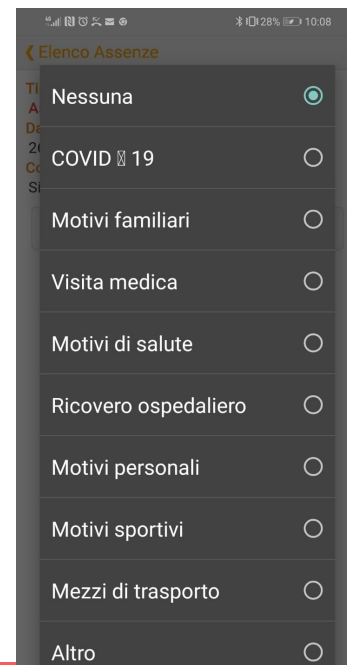 28% 10:08
Elenco Assenze
Nessuna
COVID 19
Motivi familiari
Visita medica
Motivi di salute
Ricovero ospedaliero
Motivi personali
Motivi sportivi
Mezzi di trasporto
Altro